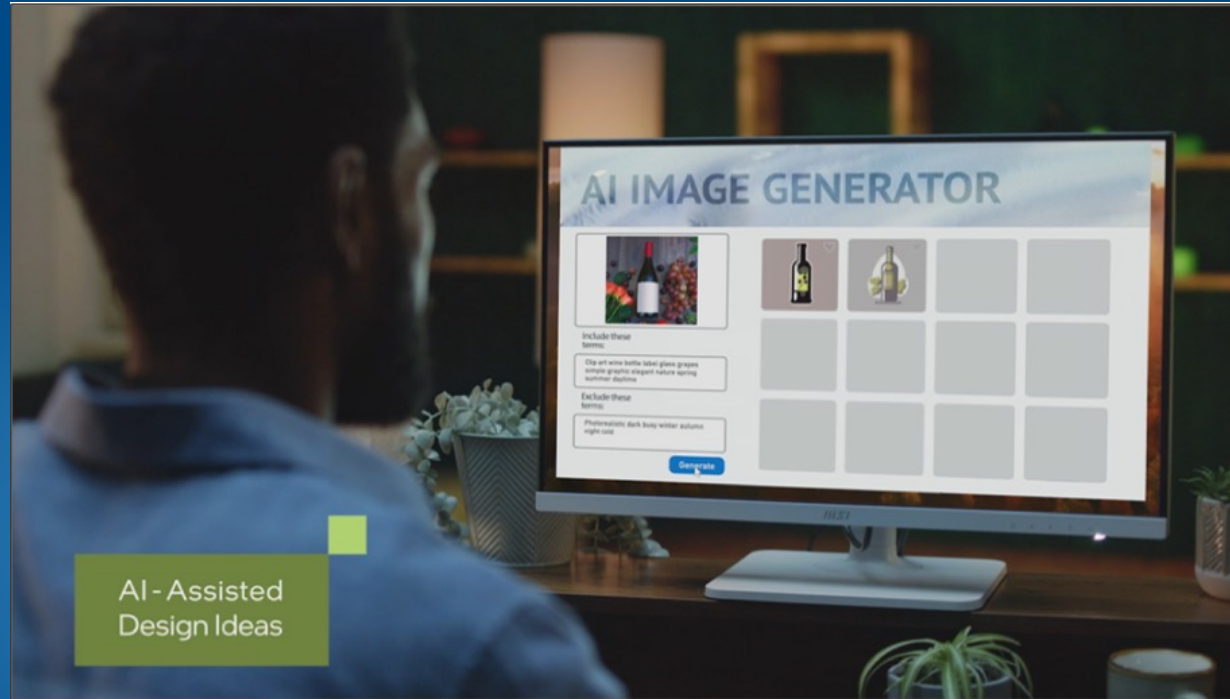 AI IMAGE GENERATOR
Include these
terms:
Clip art wine bottle label glass grapes
simple graphic elegant nature spring
summer daytime
Exclude these
terms:
Photorealistic dark busy winter autumn
night cold
Generate
msi
AI-Assisted
Design Ideas